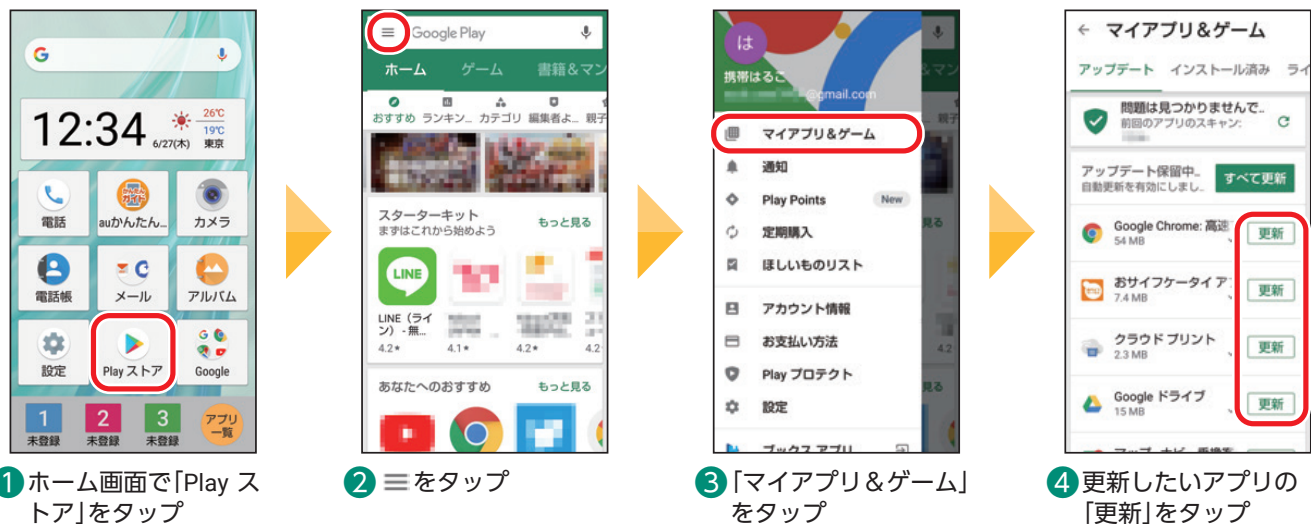 12:34
26℃
19℃
6/27(木)
東京
電話
auかんたん...
カメラ
電話帳
メール
アルバム
設定
Play ストア
Google
1
2
3
未登録
未登録
未登録
アプリ
一覧
1 ホーム画面で「Play ス
トア」をタップ
Google Play
ホーム
ゲーム
書籍&マン
おすすめ
ランキン...
カテゴリ
編集者よ...
親子
スターターキット
まずはこれから始めよう
もっと見る
LINE
LINE(ライ
ン) - 無...
4.2★
4.1★
4.2★
4.2
あなたへのおすすめ
もっと見る
2 ≡をタップ
は
携帯はるこ
@gmail.com
マイアプリ&ゲーム
通知
Play Points
New
定期購入
ほしいものリスト
アカウント情報
お支払い方法
Play プロテクト
設定
ブックス アプリ
3 「マイアプリ&ゲーム」
をタップ
← マイアプリ&ゲーム
アップデート
インストール済み
ライ
問題は見つかりませんで..
前回のアプリのスキャン:
アップデート保留中...
自動更新を有効にしまし...
すべて更新
Google Chrome: 高速
54 MB
更新
おサイフケータイ ア
7.4 MB
更新
クラウド プリント
2.3 MB
更新
Google ドライブ
15 MB
更新
4 更新したいアプリの
「更新」をタップ